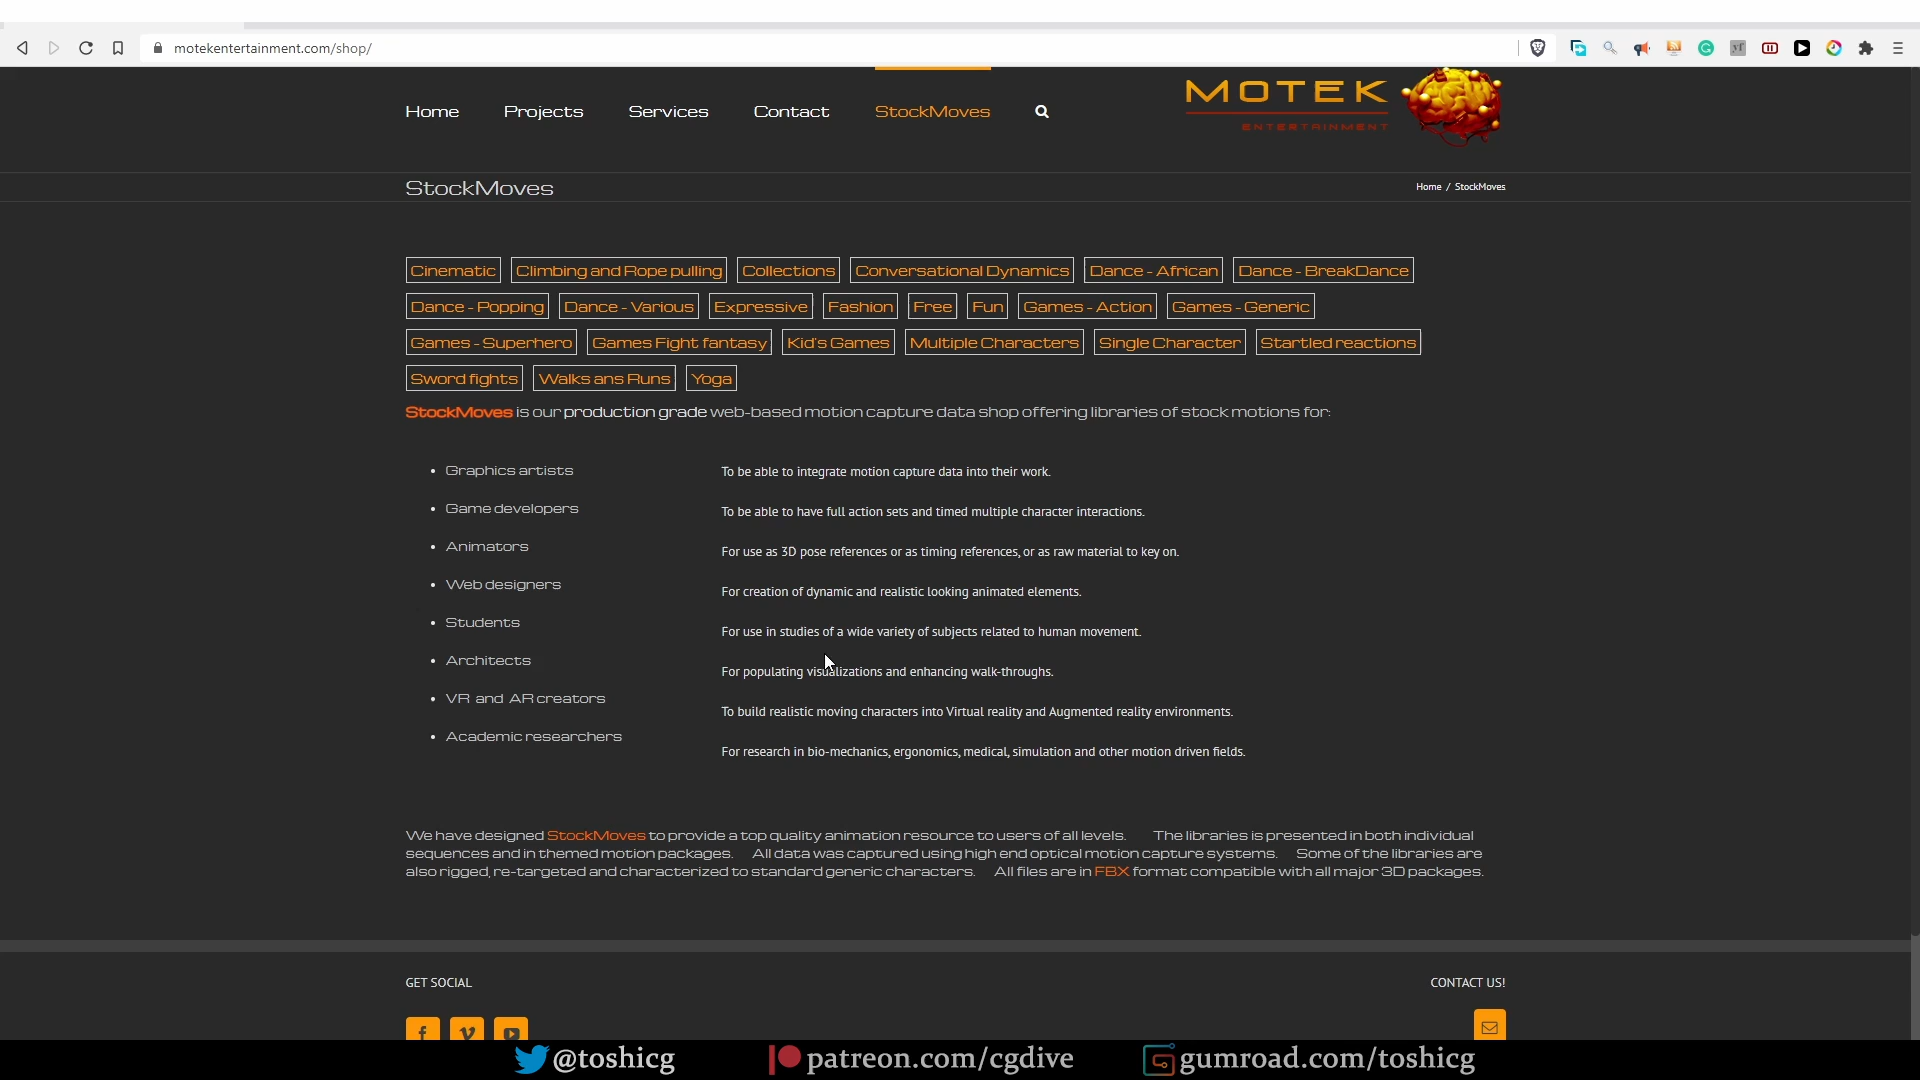 motekentertainment.com/shop/
Home Projects Services Contact StockMoves
MOTEK
ENTERTAINMENT
StockMoves
Home / StockMoves
Cinematic Climbing and Rope pulling Collections Conversational Dynamics Dance - African Dance - BreakDance
Dance - Popping Dance - Various Expressive Fashion Free Fun Games - Action Games - Generic
Games - Superhero Games Fight fantasy Kid's Games Multiple Characters Single Character Startled reactions
Sword fights Walks ans Runs Yoga
StockMoves is our production grade web-based motion capture data shop offering libraries of stock motions for:
• Graphics artists
To be able to integrate motion capture data into their work.
• Game developers
To be able to have full action sets and timed multiple character interactions.
• Animators
For use as 3D pose references or as timing references, or as raw material to key on.
• Web designers
For creation of dynamic and realistic looking animated elements.
• Students
For use in studies of a wide variety of subjects related to human movement.
• Architects
For populating visualizations and enhancing walk-throughs.
• VR and AR creators
To build realistic moving characters into Virtual reality and Augmented reality environments.
• Academic researchers
For research in bio-mechanics, ergonomics, medical, simulation and other motion driven fields.
We have designed StockMoves to provide a top quality animation resource to users of all levels. The libraries is presented in both individual
sequences and in themed motion packages. All data was captured using high end optical motion capture systems. Some of the libraries are
also rigged, re-targeted and characterized to standard generic characters. All files are in FBX format compatible with all major 3D packages.
GET SOCIAL
CONTACT US!
@toshicg patreon.com/cgdive gumroad.com/toshicg